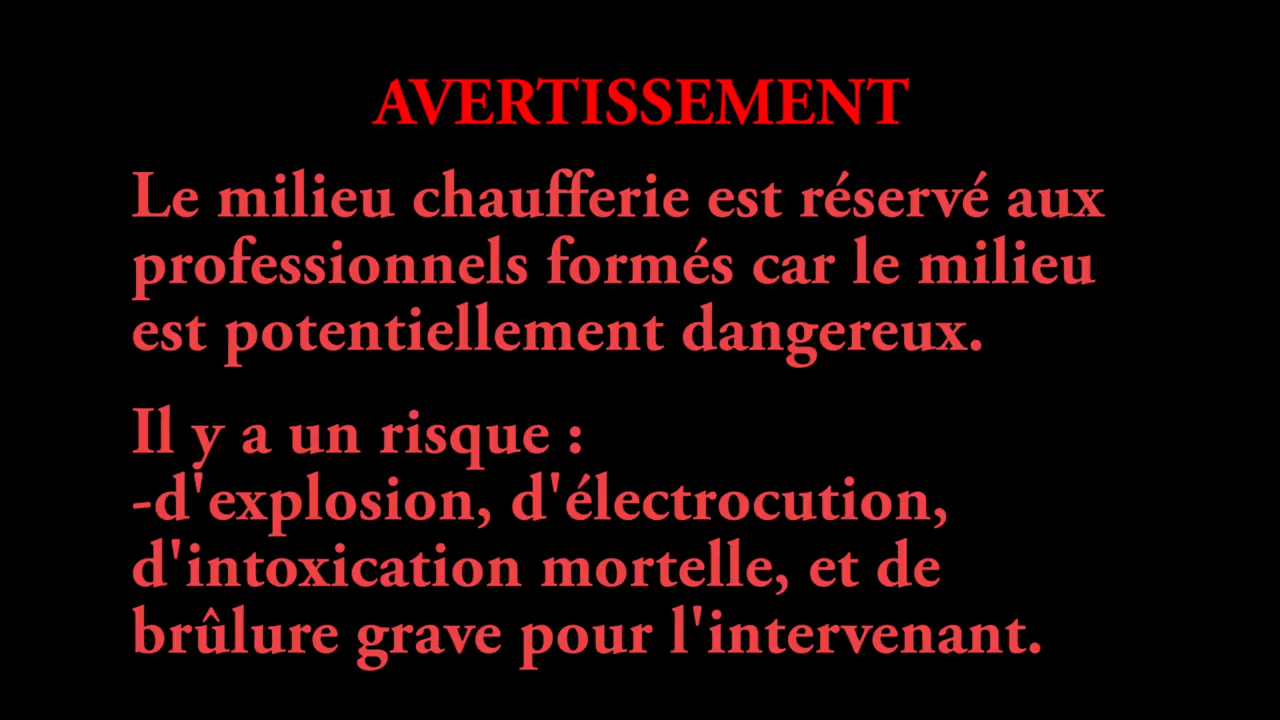 AVERTISSEMENT
Le milieu chaufferie est réservé aux
professionnels formés car le milieu
est potentiellement dangereux.
Il y a un risque :
-d'explosion, d'électrocution,
d'intoxication mortelle, et de
brûlure grave pour l'intervenant.